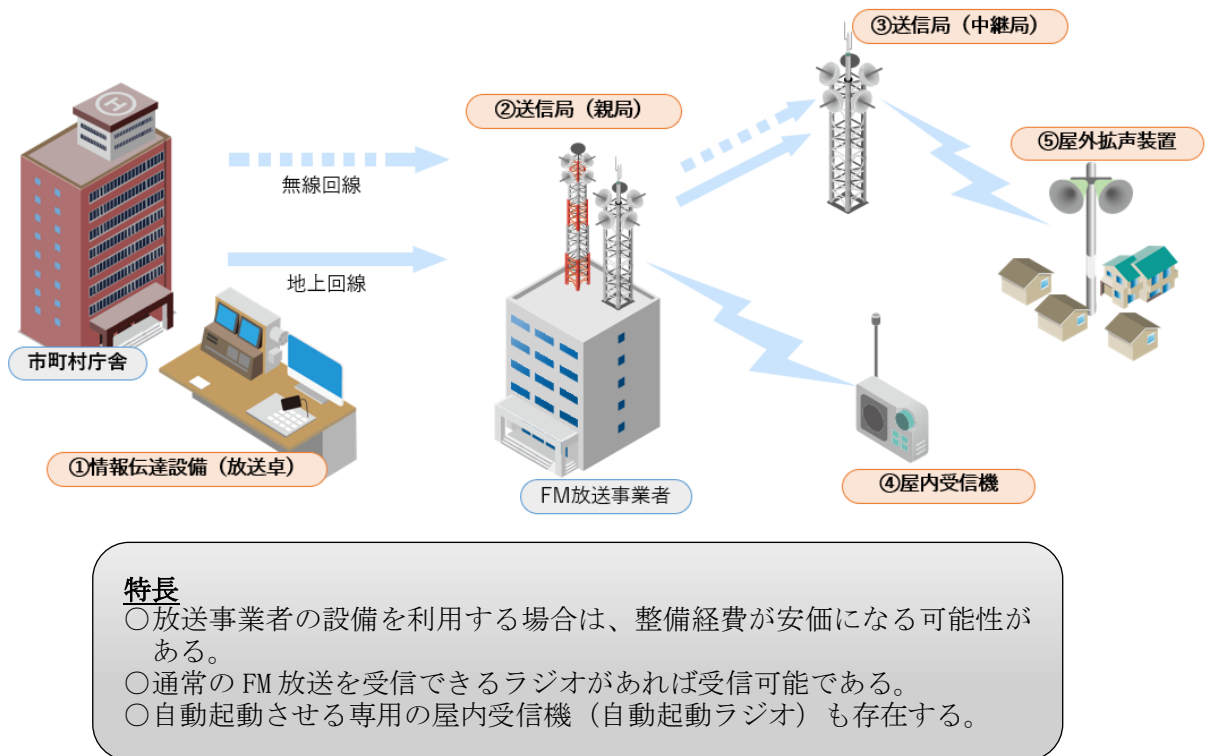 ③送信局（中継局）
②送信局（親局）
⑤屋外拡声装置
無線回線
地上回線
市町村庁舎
①情報伝達設備（放送卓）
④屋内受信機
FM放送事業者
特長
○放送事業者の設備を利用する場合は、整備経費が安価になる可能性が
ある。
○通常の FM 放送を受信できるラジオがあれば受信可能である。
○自動起動させる専用の屋内受信機（自動起動ラジオ）も存在する。